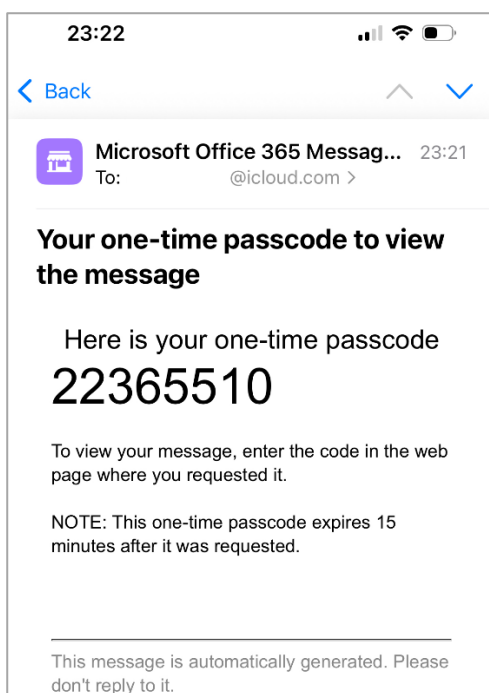 23:22
Back
Microsoft Office 365 Messag... 23:21
To: @icloud.com >
Your one-time passcode to view
the message
Here is your one-time passcode
22365510
To view your message, enter the code in the web
page where you requested it.
NOTE: This one-time passcode expires 15
minutes after it was requested.
This message is automatically generated. Please
don't reply to it.